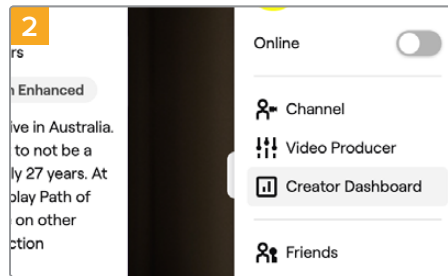 2
rs
Enhanced
ive in Australia.
to not be a
ly 27 years. At
play Path of
on other
ction
Online
Channel
Video Producer
Creator Dashboard
Friends